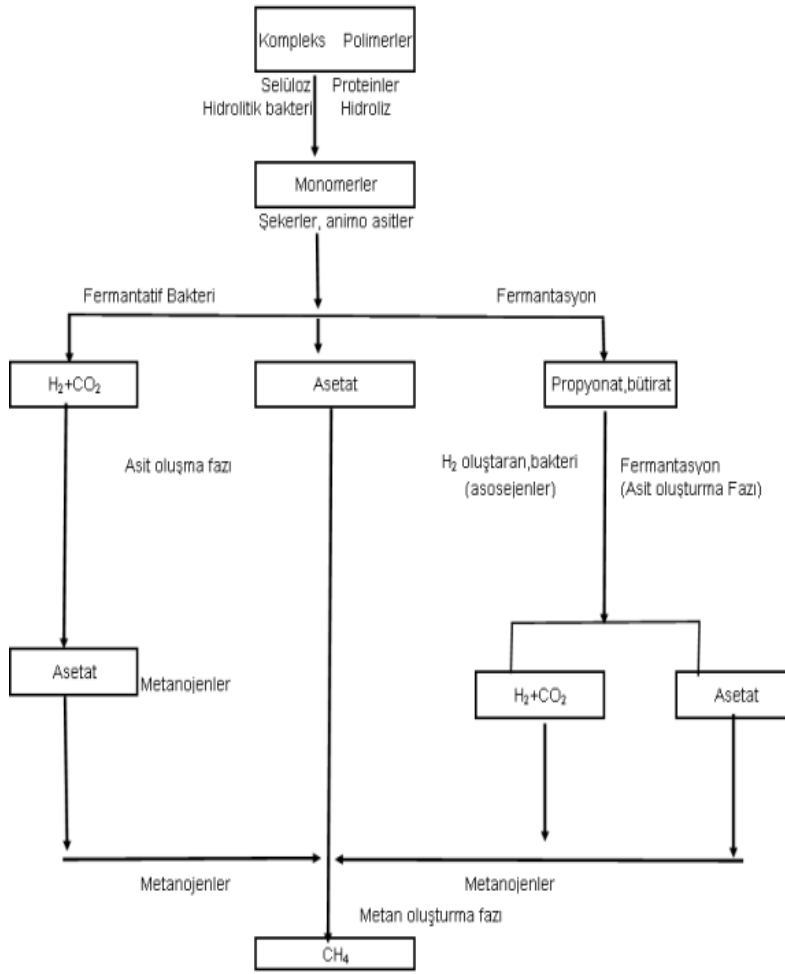 Kompleks Polimerler
Selüloz Proteinler
Hidrolitik bakteri Hidroliz
Monomerler
Şekerler, animo asitler
Fermantatif Bakteri Fermantasyon
H₂+CO₂ Asetat Propyonat,bütirat
Asit oluşma fazı
H₂ oluştaran,bakteri
(asosejenler)
Fermantasyon
(Asit oluşturma Fazı)
Asetat Metanojenler
H₂+CO₂ Asetat
Metanojenler Metanojenler
Metan oluşturma fazı
CH₄